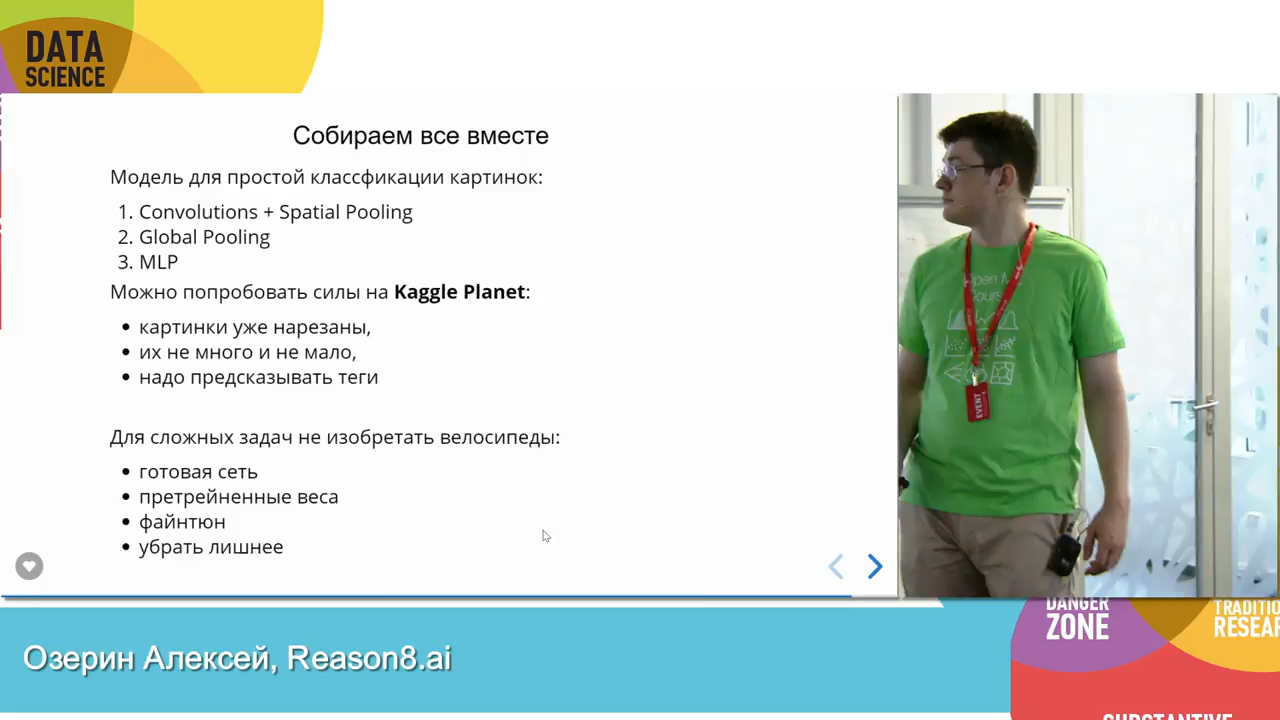 DATA
SCIENCE
Собираем все вместе
Модель для простой классфикации картинок:
1. Convolutions + Spatial Pooling
2. Global Pooling
3. MLP
Можно попробовать силы на Kaggle Planet:
• картинки уже нарезаны,
• их не много и не мало,
• надо предсказывать теги
Для сложных задач не изобретать велосипеды:
• готовая сеть
• претрейненные веса
• файнтюн
• убрать лишнее
EVENT
Озерин Алексей, Reason8.ai
DANGER
ZONE
SUBSTANTIVE